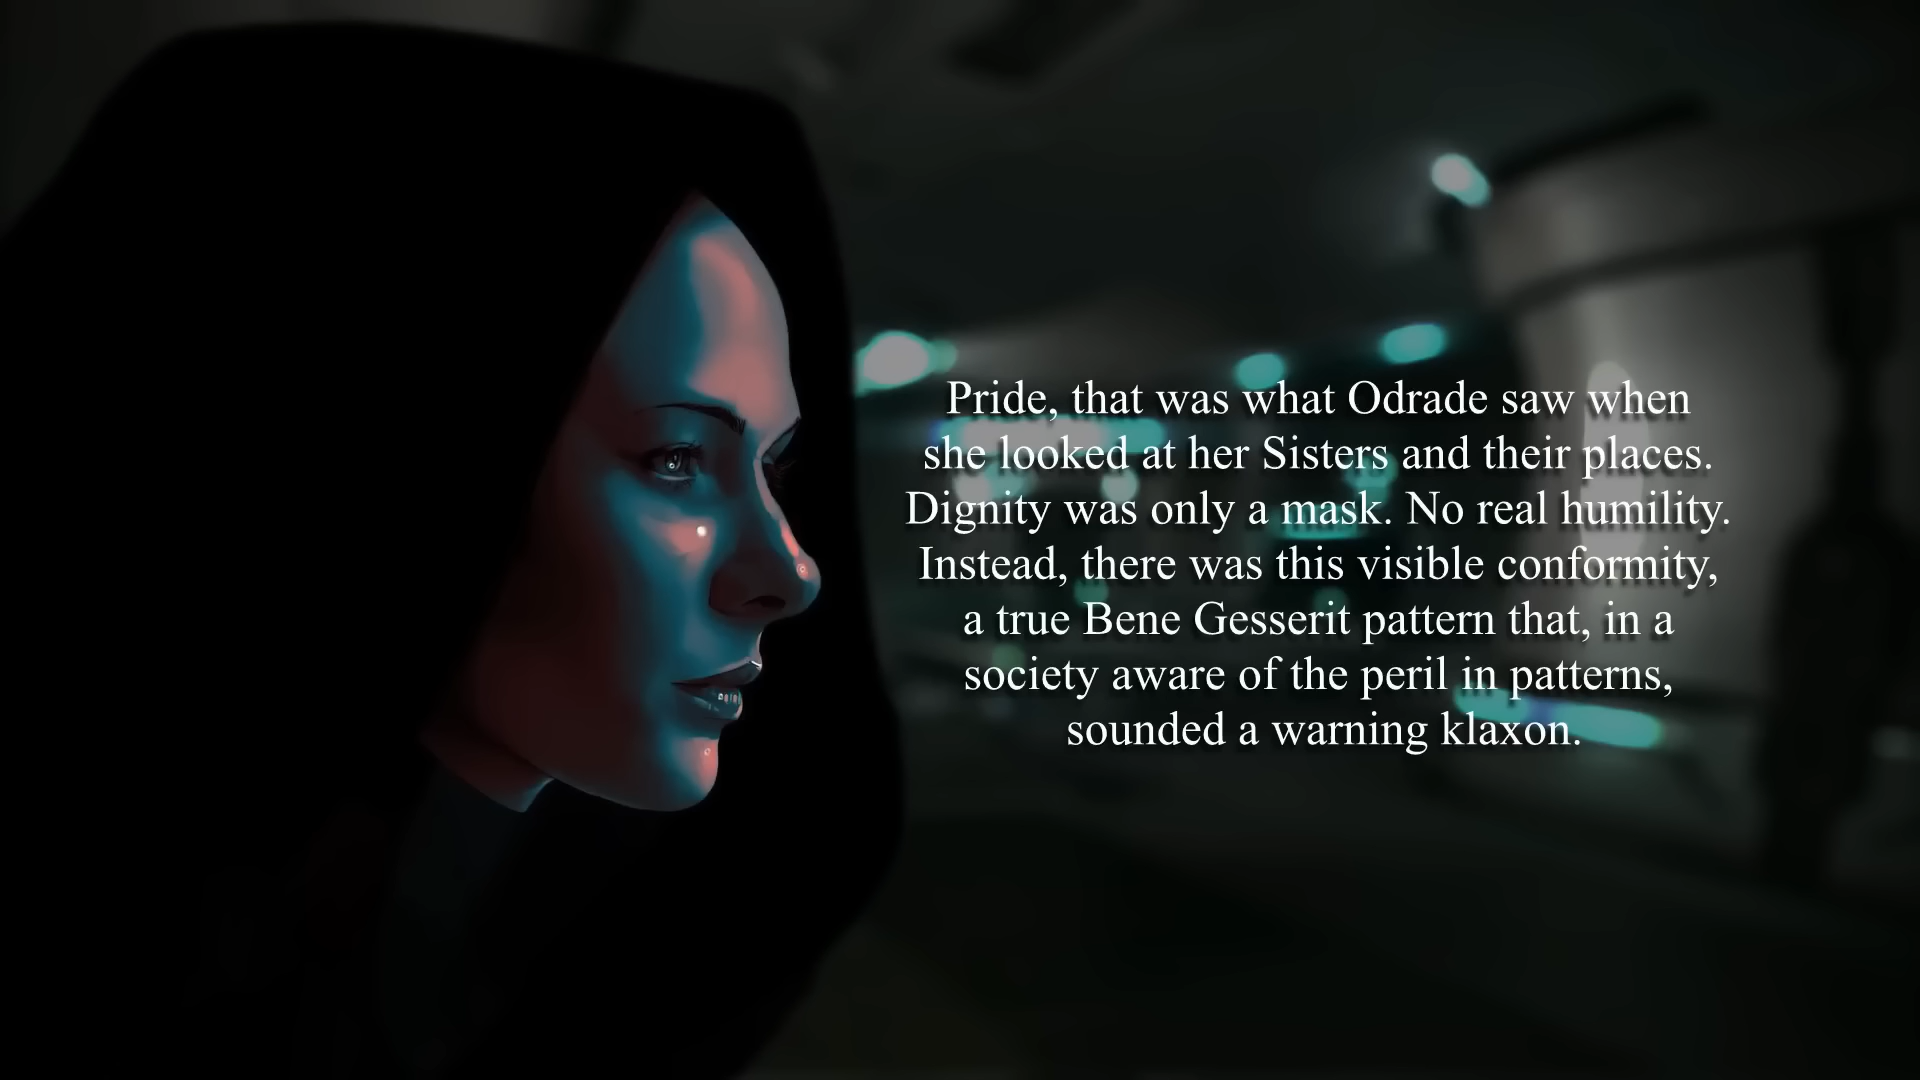 Pride, that was what Odrade saw when
she looked at her Sisters and their places.
Dignity was only a mask. No real humility.
Instead, there was this visible conformity,
a true Bene Gesserit pattern that, in a
society aware of the peril in patterns,
sounded a warning klaxon.